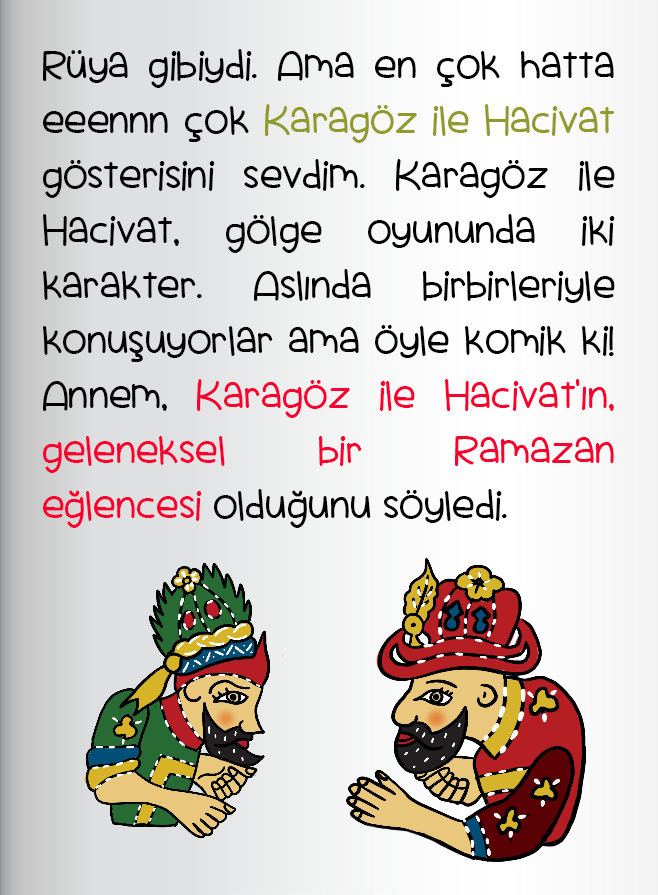 Rüya gibiydi. Ama en çok hatta
eeennn çok Karagöz ile Hacivat
gösterisini sevdim. Karagöz ile
Hacivat, gölge oyununda iki
karakter. Aslında birbirleriyle
konuşuyorlar ama öyle komik ki!
Annem, Karagöz ile Hacivat'ın,
geleneksel bir Ramazan
eğlencesi olduğunu söyledi.